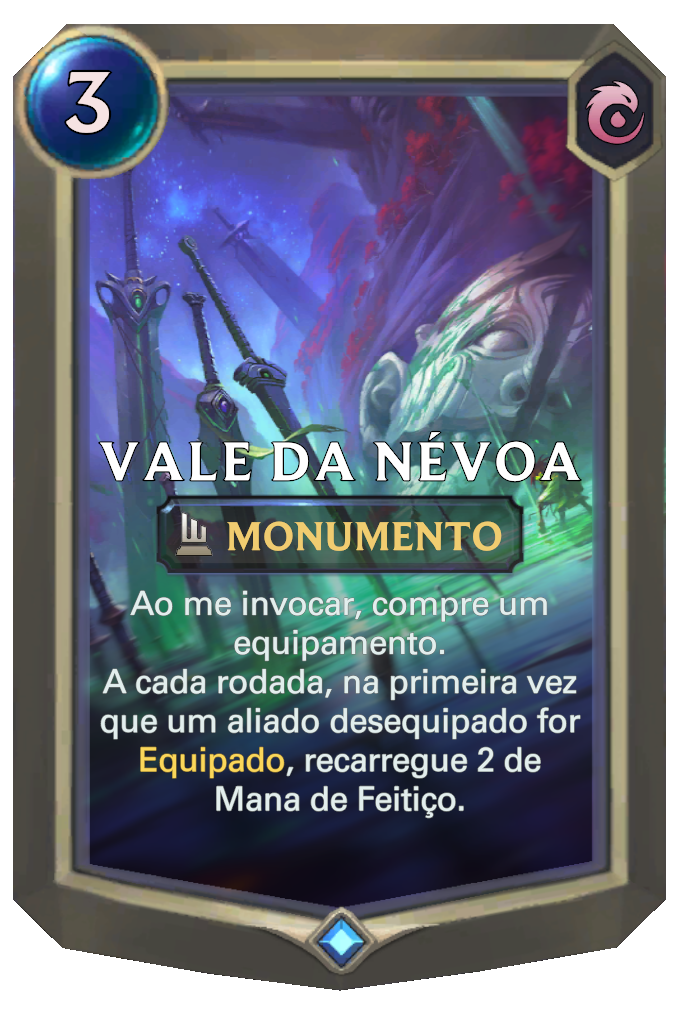 3
VALE DA NÉVOA
MONUMENTO
Ao me invocar, compre um
equipamento.
A cada rodada, na primeira vez
que um aliado desequipado for
Equipado, recarregue 2 de
Mana de Feitiço.